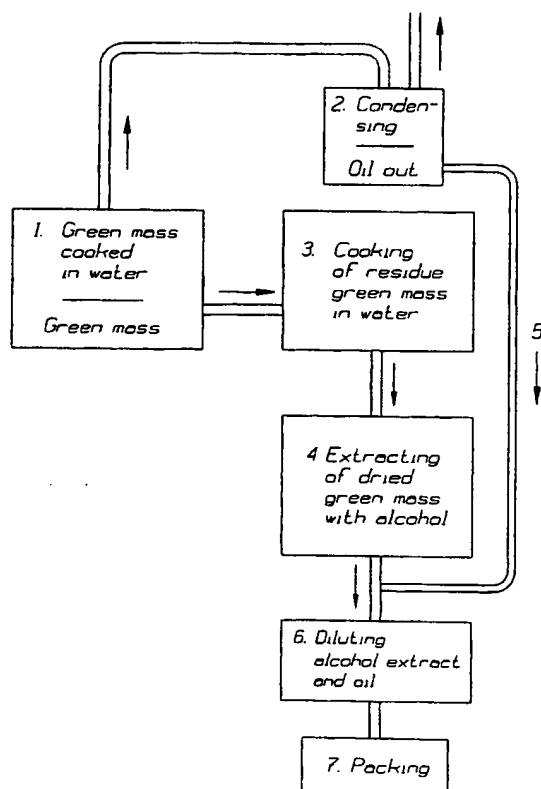 2. Conden-
sing
Oil out
1. Green mass
cooked
in water
Green mass
3. Cooking
of residue
green mass
in water
5
4 Extracting
of dried
green mass
with alcohol
6. Diluting
alcohol extract
and oil
7. Packing